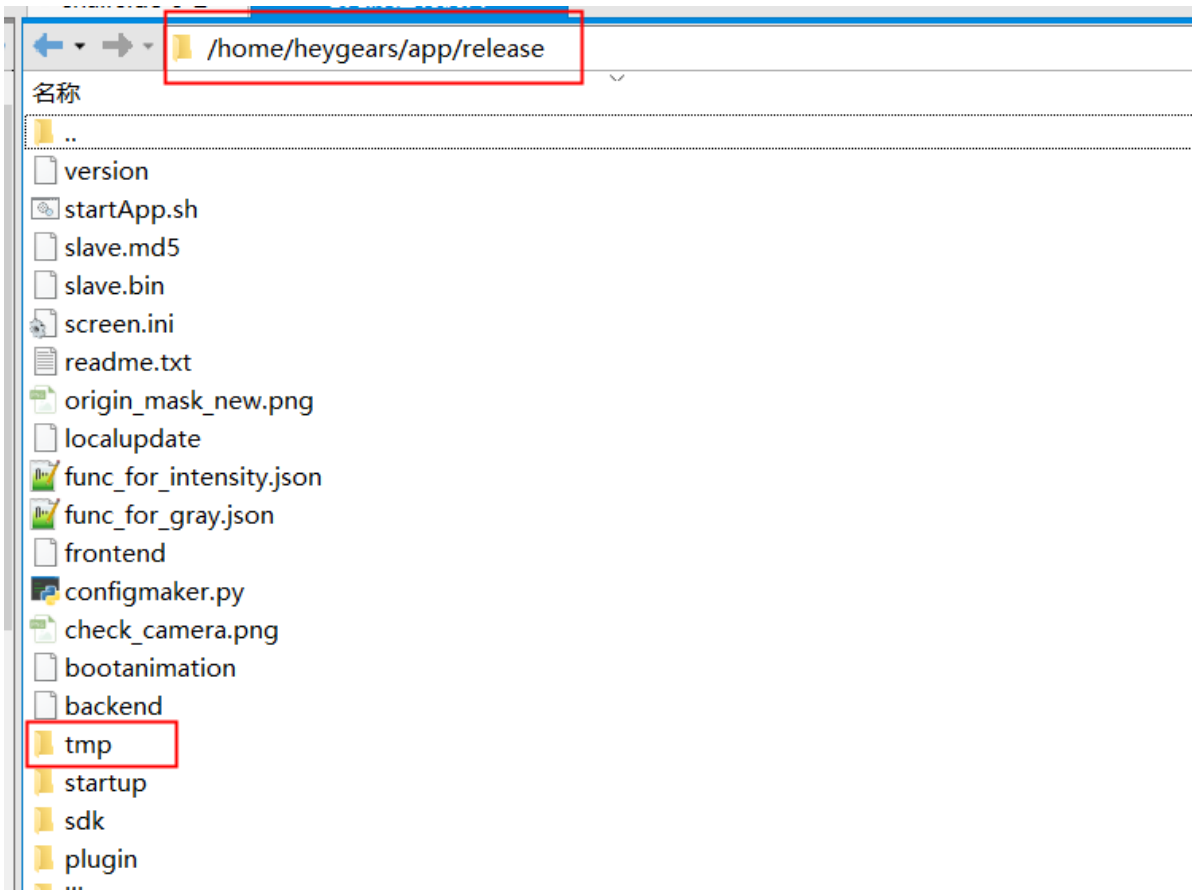 /home/heygears/app/release
名称
..
version
startApp.sh
slave.md5
slave.bin
screen.ini
readme.txt
origin_mask_new.png
localupdate
func_for_intensity.json
func_for_gray.json
frontend
configmaker.py
check_camera.png
bootanimation
backend
tmp
startup
sdk
plugin